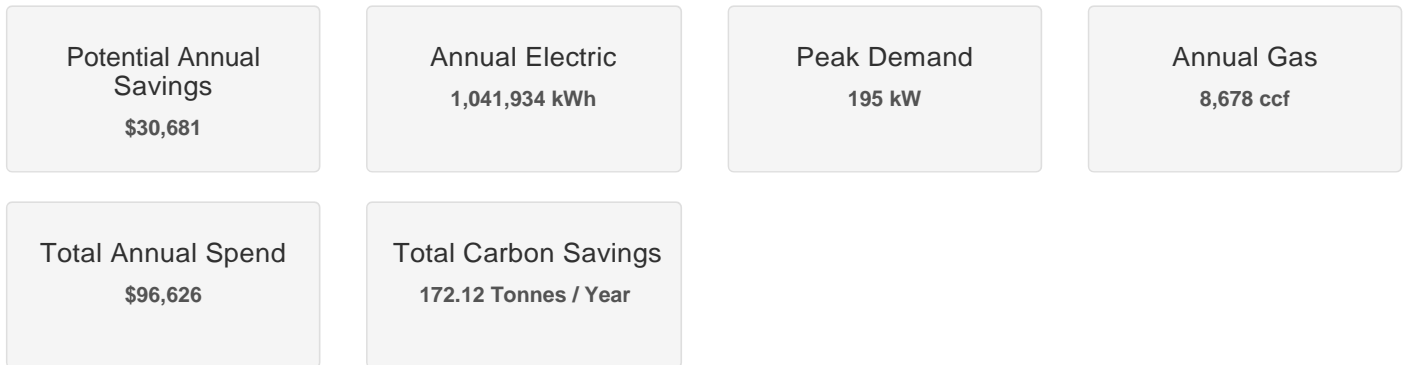 Potential Annual
Savings
$30,681
Annual Electric
1,041,934 kWh
Peak Demand
195 kW
Annual Gas
8,678 ccf
Total Annual Spend
$96,626
Total Carbon Savings
172.12 Tonnes / Year